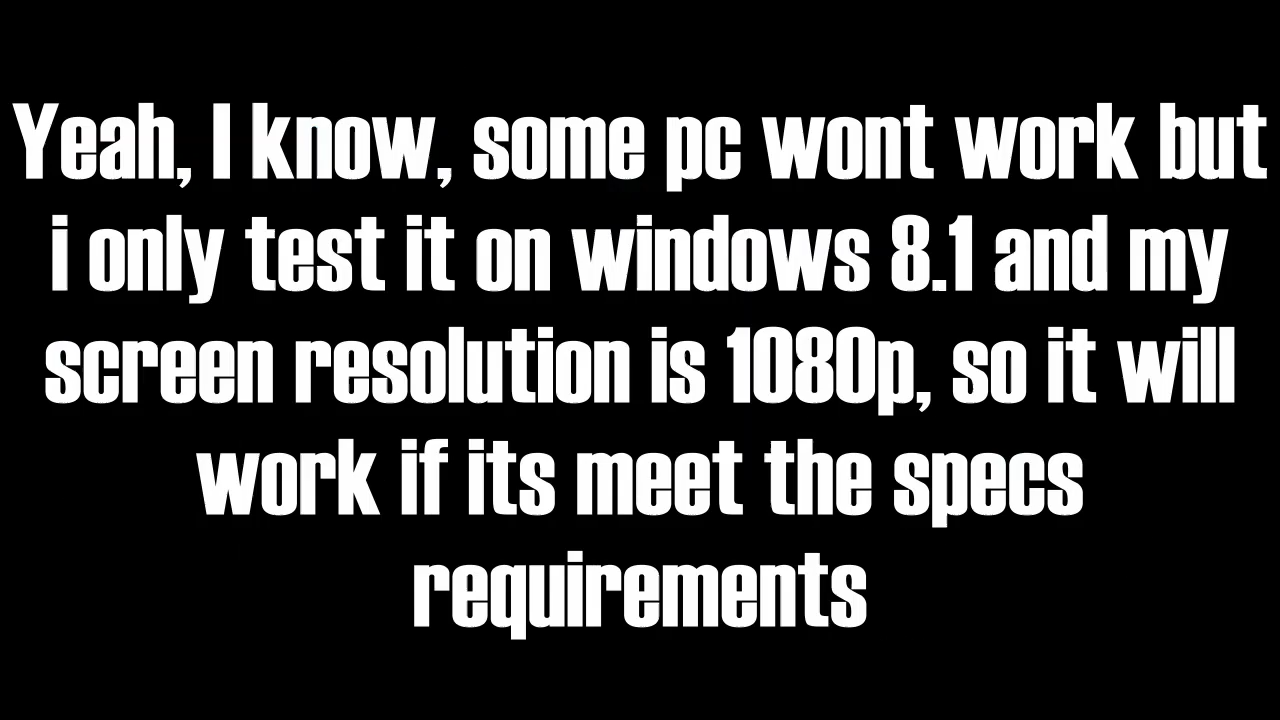 Yeah, I know, some pc wont work but
i only test it on windows 8.1 and my
screen resolution is 1080p, so it will
work if its meet the specs
requirements